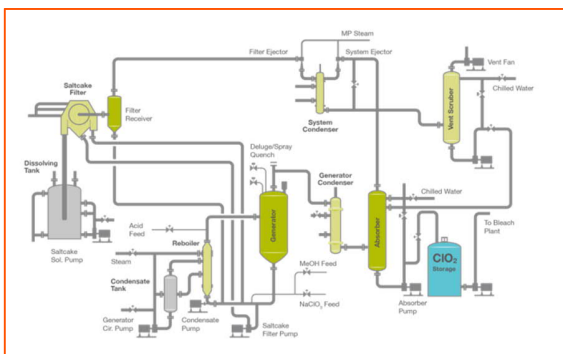 MP Steam
Filter Ejector
System Ejector
Vent Fan
Saltcake
Filter
Chilled Water
Filter
Receiver
System
Condenser
Vent Scruber
Deluge/Spray
Quench
Generator
Condenser
Dissolving
Tank
Chilled Water
Acid
Feed
Generator
Absorber
To Bleach
Plant
Reboiler
Saltcake
Sol. Pump
Steam
ClO₂
Storage
MeOH Feed
Condensate
Tank
NaClO₃ Feed
Generator
Cir. Pump
Condensate
Pump
Saltcake
Filter Pump
Absorber
Pump